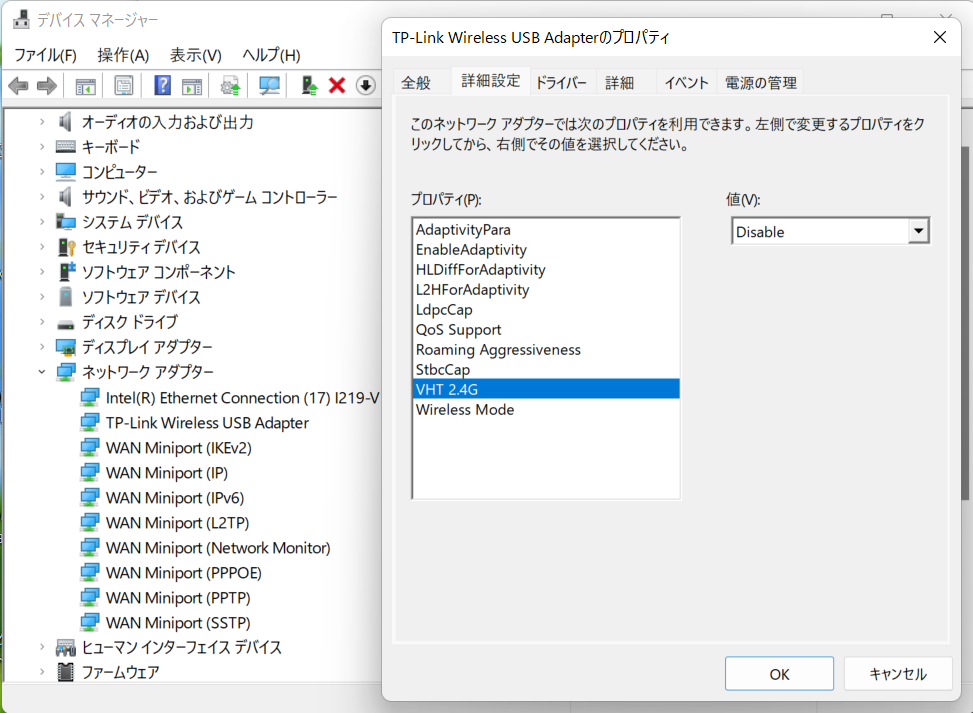 デバイス マネージャー
ファイル(F) 操作(A) 表示(V) ヘルプ(H)
オーディオの入力および出力
キーボード
コンピューター
サウンド、ビデオ、およびゲーム コントローラー
システム デバイス
セキュリティ デバイス
ソフトウェア コンポーネント
ソフトウェア デバイス
ディスク ドライブ
ディスプレイ アダプター
ネットワーク アダプター
Intel(R) Ethernet Connection (17) I219-V
TP-Link Wireless USB Adapter
WAN Miniport (IKEv2)
WAN Miniport (IP)
WAN Miniport (IPv6)
WAN Miniport (L2TP)
WAN Miniport (Network Monitor)
WAN Miniport (PPPOE)
WAN Miniport (PPTP)
WAN Miniport (SSTP)
ヒューマン インターフェイス デバイス
ファームウェア
TP-Link Wireless USB Adapterのプロパティ
全般 詳細設定 ドライバー 詳細 イベント 電源の管理
このネットワーク アダプターでは次のプロパティを利用できます。左側で変更するプロパティをク
リックしてから、右側でその値を選択してください。
プロパティ(P):
AdaptivityPara
EnableAdaptivity
HLDiffForAdaptivity
L2HForAdaptivity
LdpcCap
QoS Support
Roaming Aggressiveness
StbcCap
VHT 2.4G
Wireless Mode
値(V):
Disable
OK キャンセル